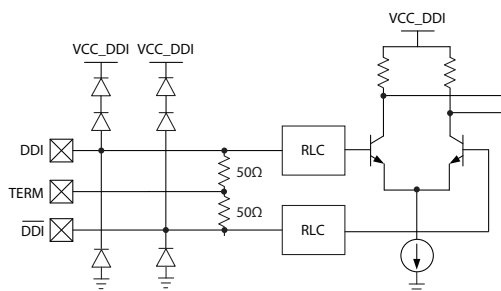 VCC_DDI
VCC_DDI VCC_DDI
DDI
RLC
50Ω
TERM
50Ω
DDI
RLC